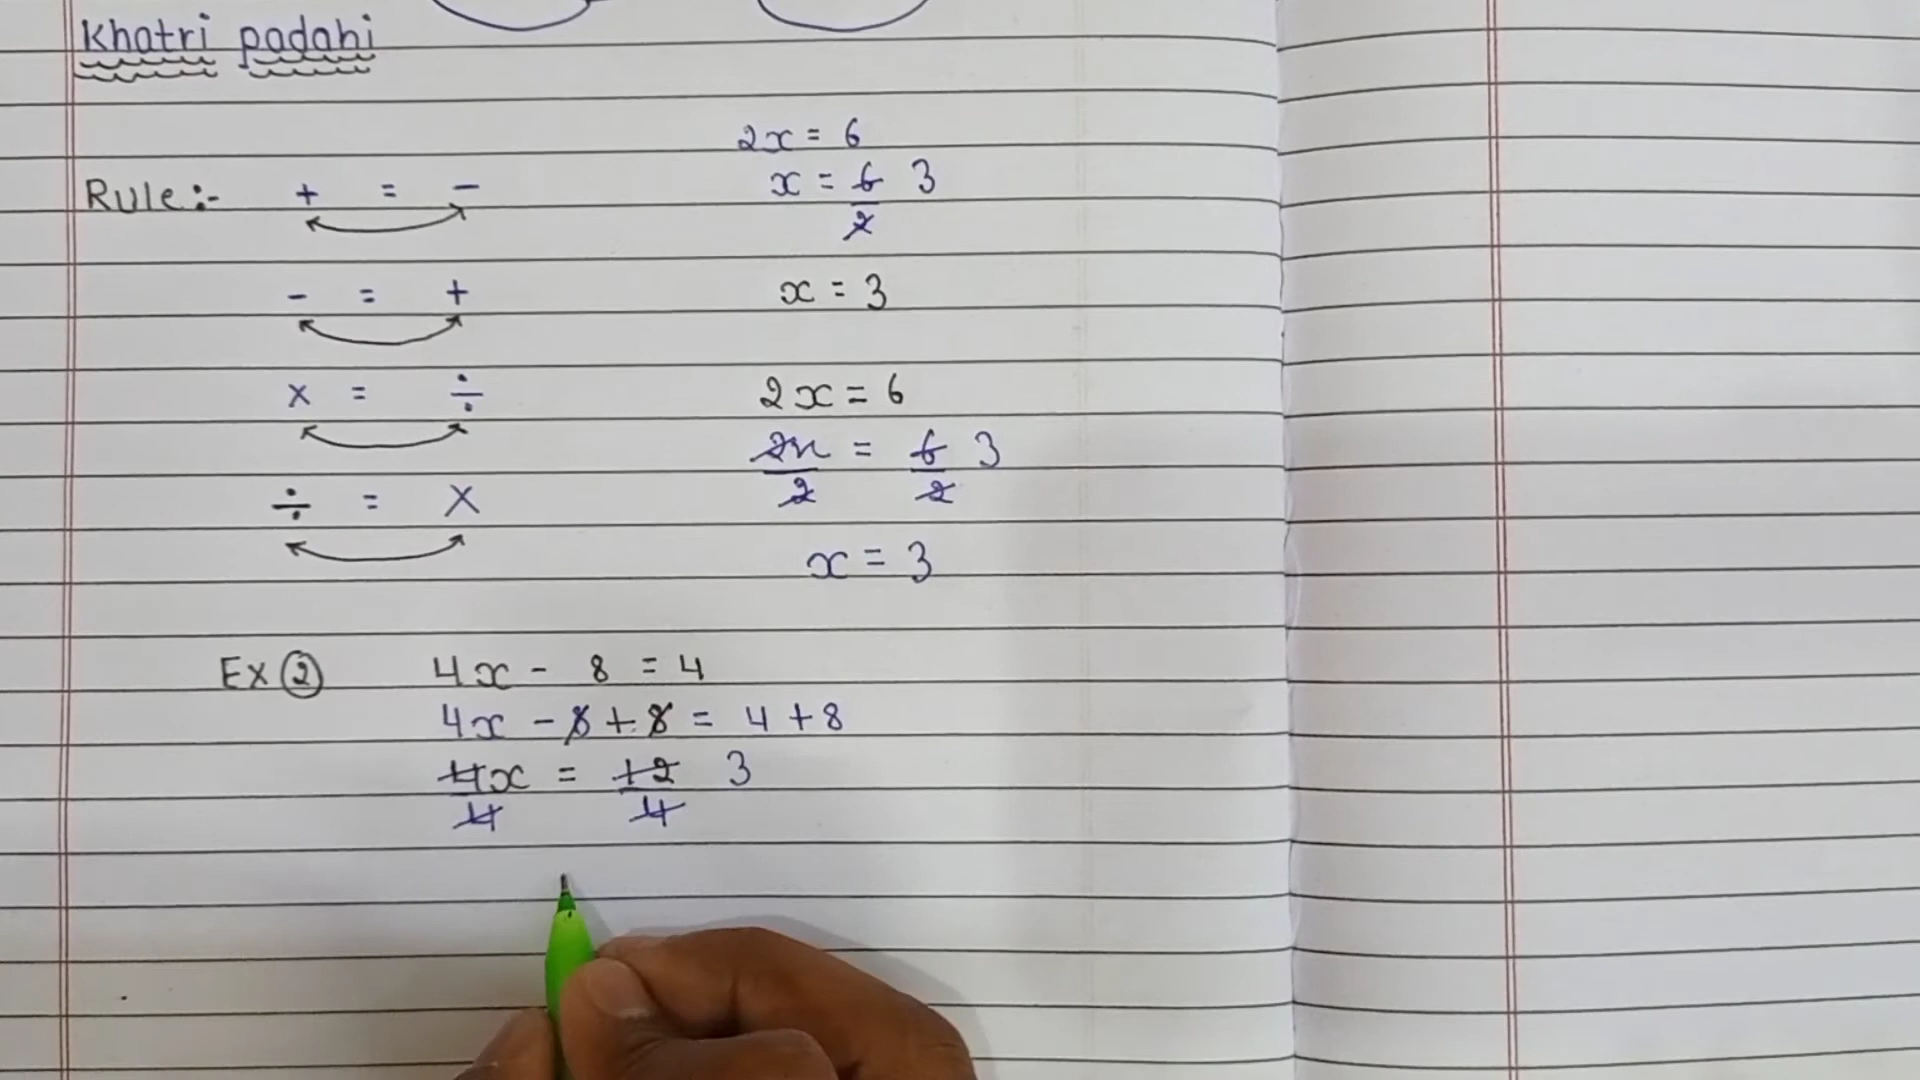 Khatri padahi
Rule:- + = -
- = +
× = ÷
÷ = ×
2x = 6
x = 6/2 3
x = 3
2x = 6
2x/2 = 6/2 3
x = 3
Ex ② 4x - 8 = 4
4x - 8 + 8 = 4 + 8
4x/4 = 12/4 3